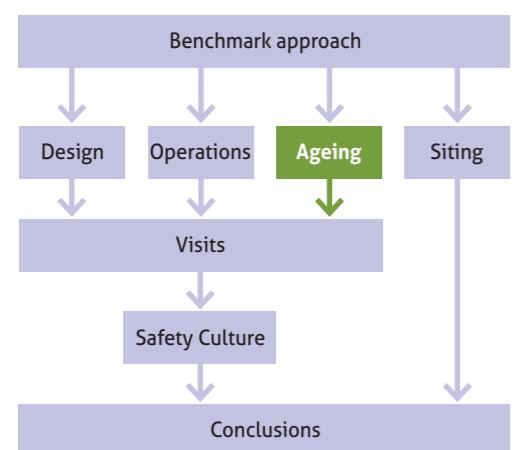 Benchmark approach
Design
Operations
Ageing
Siting
Visits
Safety Culture
Conclusions